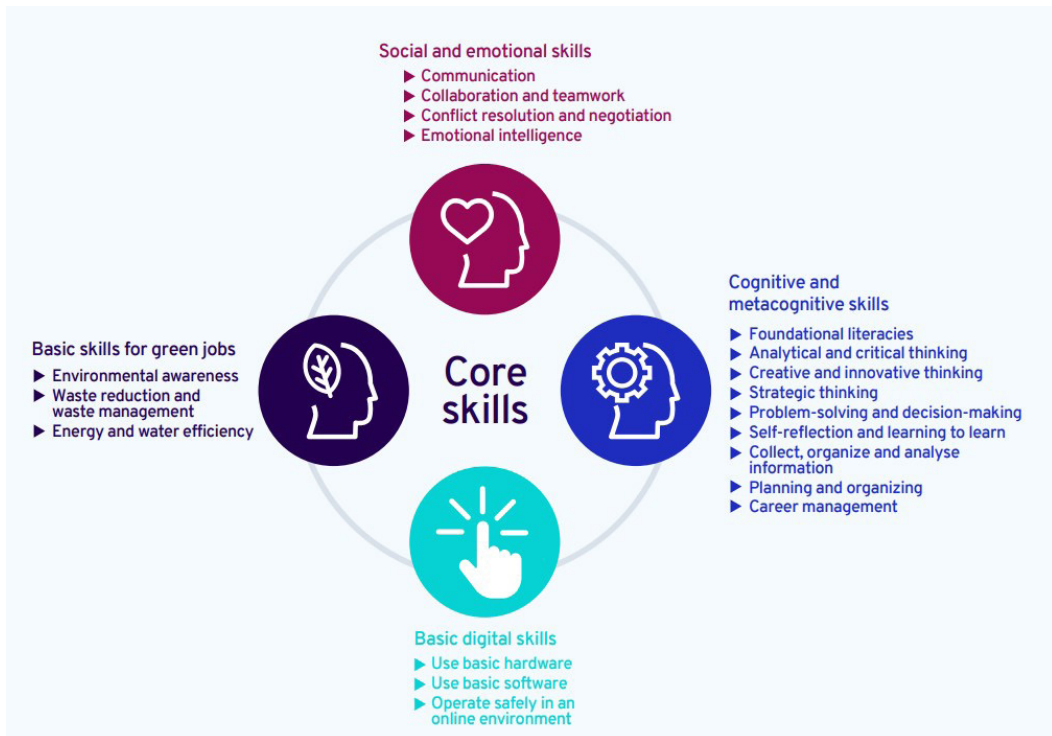 Social and emotional skills
▶ Communication
▶ Collaboration and teamwork
▶ Conflict resolution and negotiation
▶ Emotional intelligence
Cognitive and
metacognitive skills
▶ Foundational literacies
▶ Analytical and critical thinking
▶ Creative and innovative thinking
▶ Strategic thinking
▶ Problem-solving and decision-making
▶ Self-reflection and learning to learn
▶ Collect, organize and analyse
information
▶ Planning and organizing
▶ Career management
Basic skills for green jobs
▶ Environmental awareness
▶ Waste reduction and
waste management
▶ Energy and water efficiency
Core
skills
Basic digital skills
▶ Use basic hardware
▶ Use basic software
▶ Operate safely in an
online environment